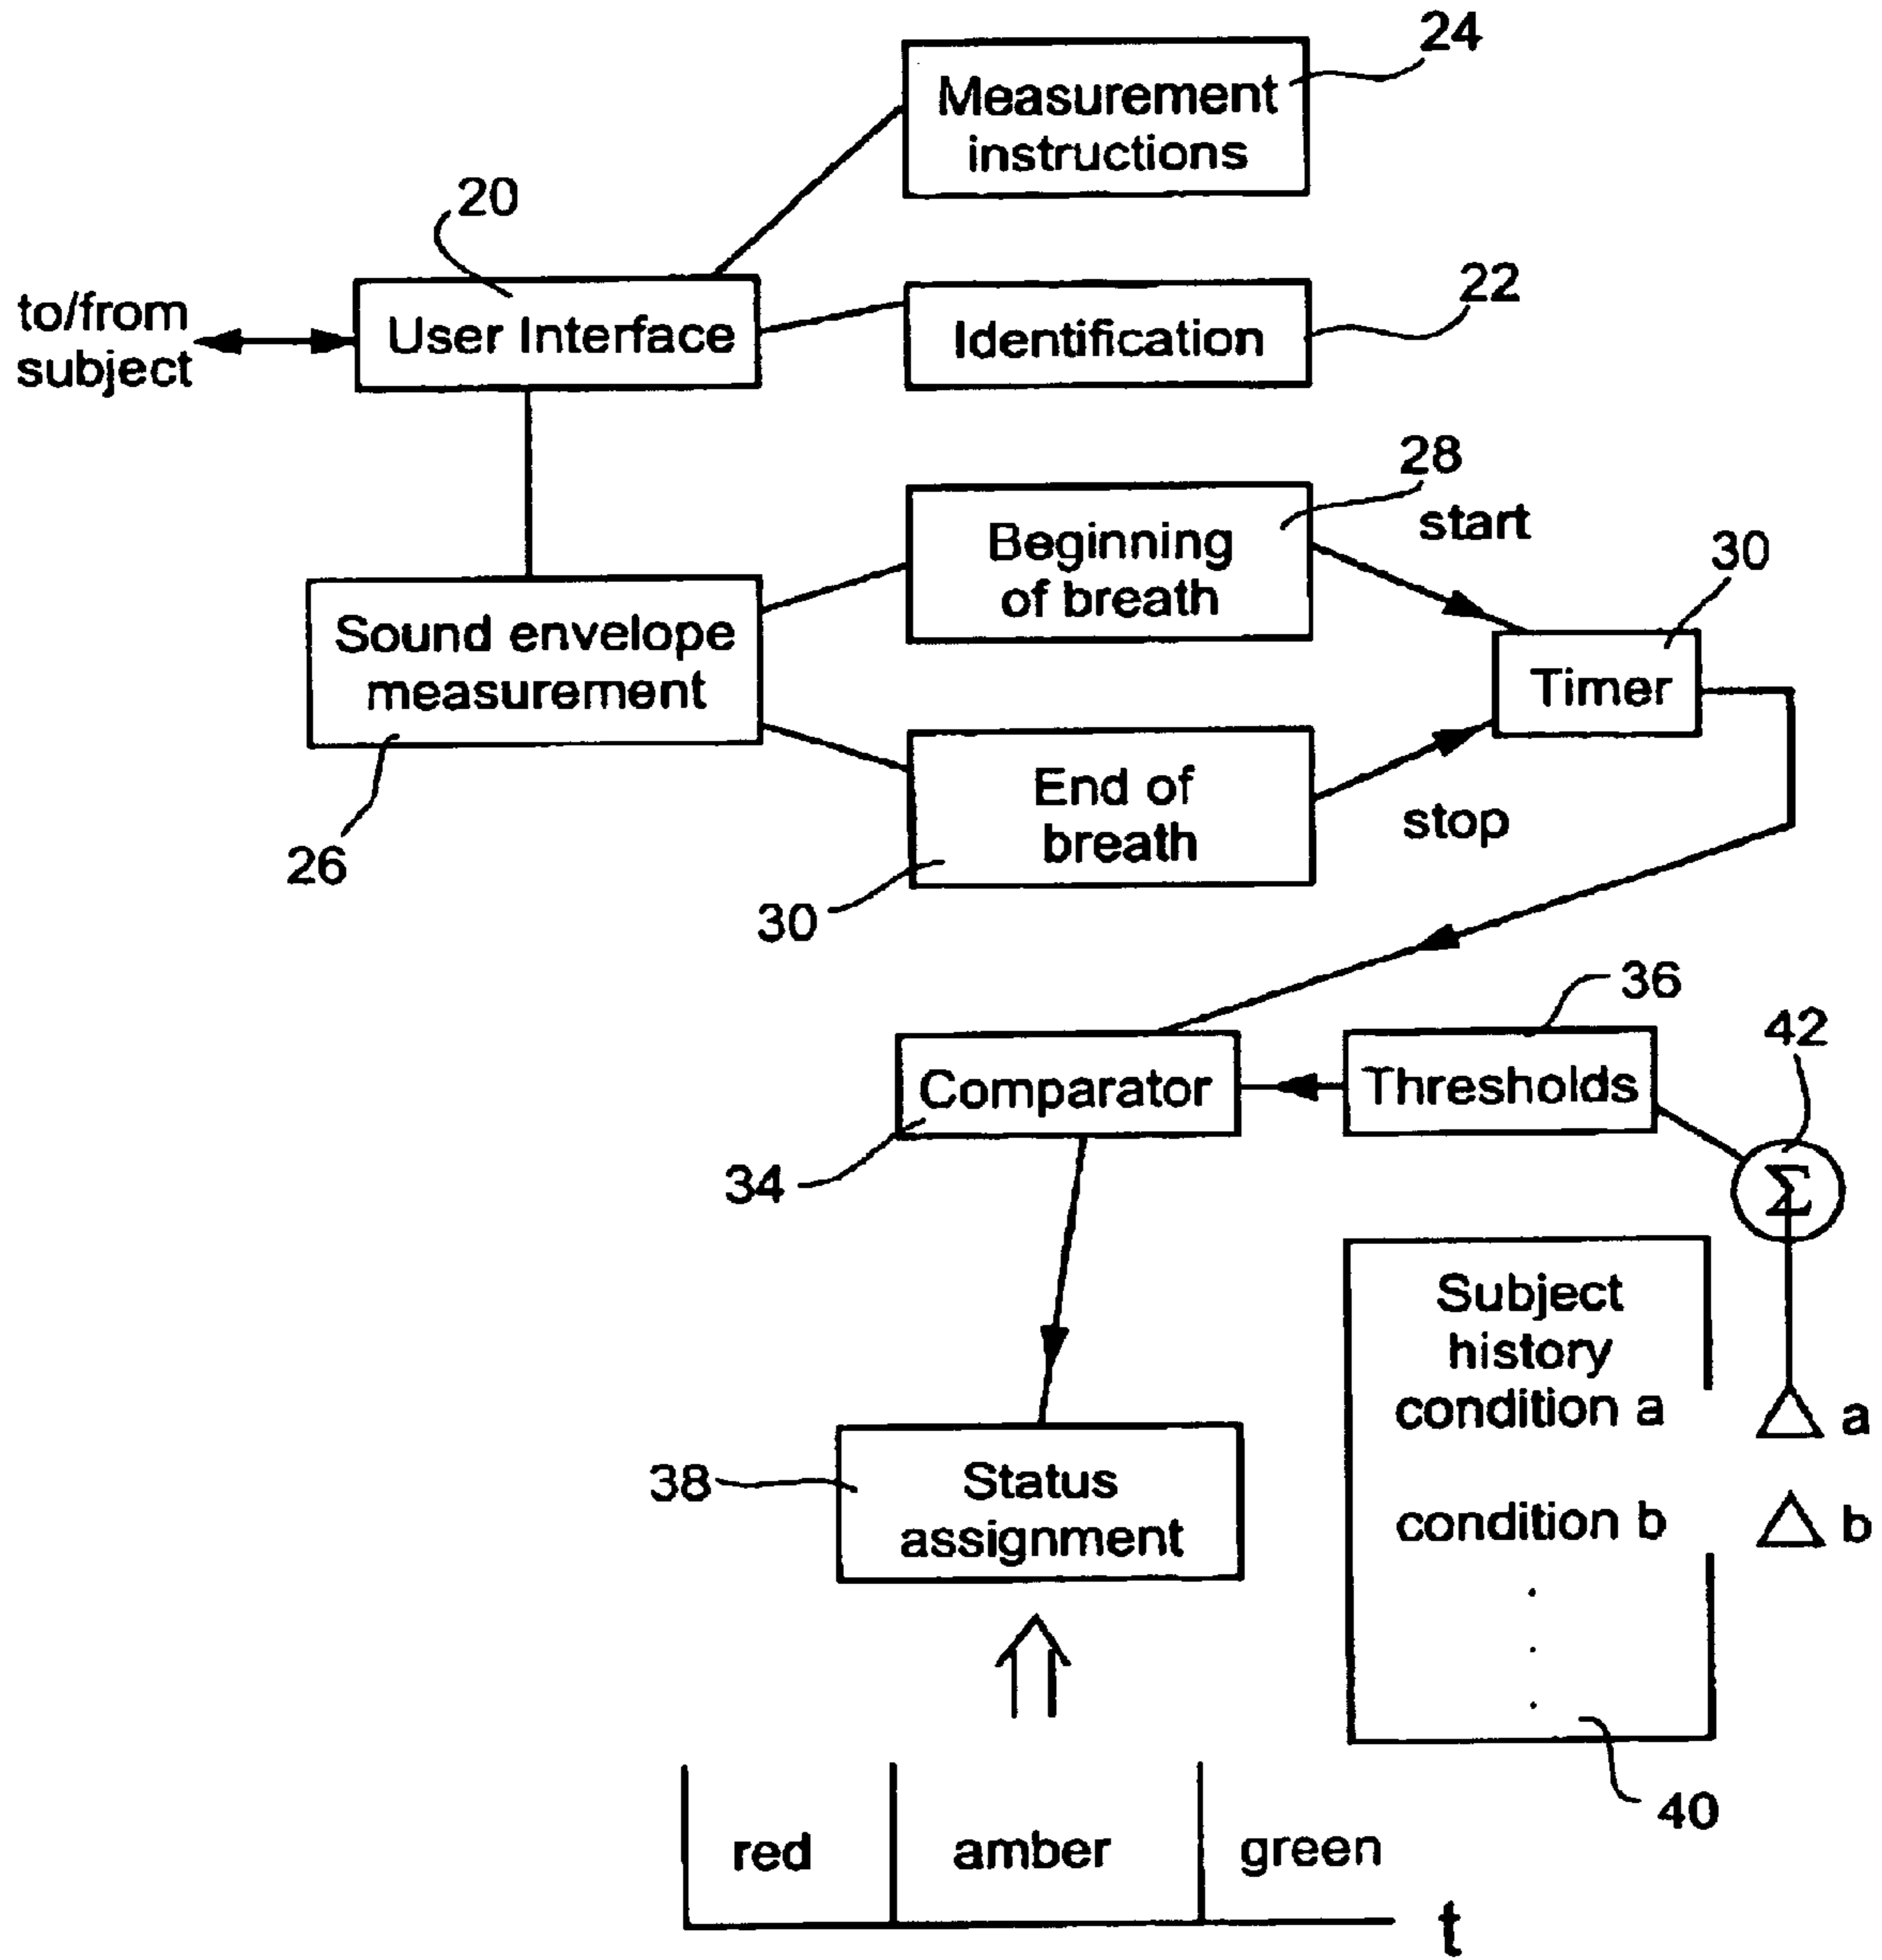 24
Measurement
instructions
20
to/from
subject
User Interface
22
Identification
28
Beginning
of breath
start
30
Sound envelope
measurement
Timer
26
End of
breath
stop
30
36
42
Comparator
Thresholds
34
Σ
Subject
history
condition a
△ a
38
Status
assignment
condition b
△ b
.
.
.
40
red
amber
green
t